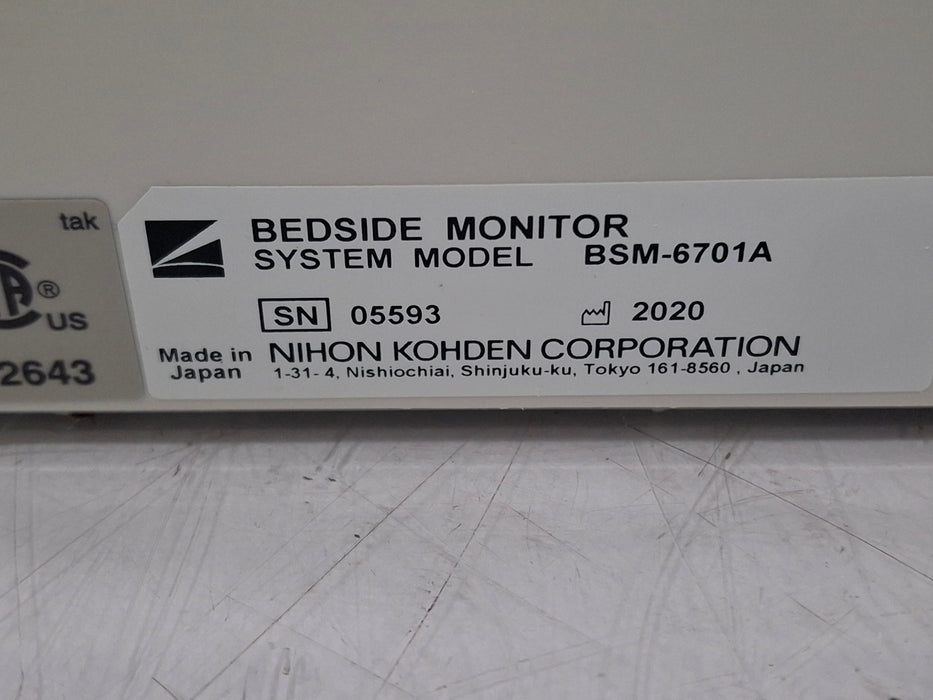 tak
®
US
2643
BEDSIDE MONITOR
SYSTEM MODEL BSM-6701A
SN 05593 2020
Made in Japan
NIHON KOHDEN CORPORATION
1-31-4, Nishiochiai, Shinjuku-ku, Tokyo 161-8560 , Japan